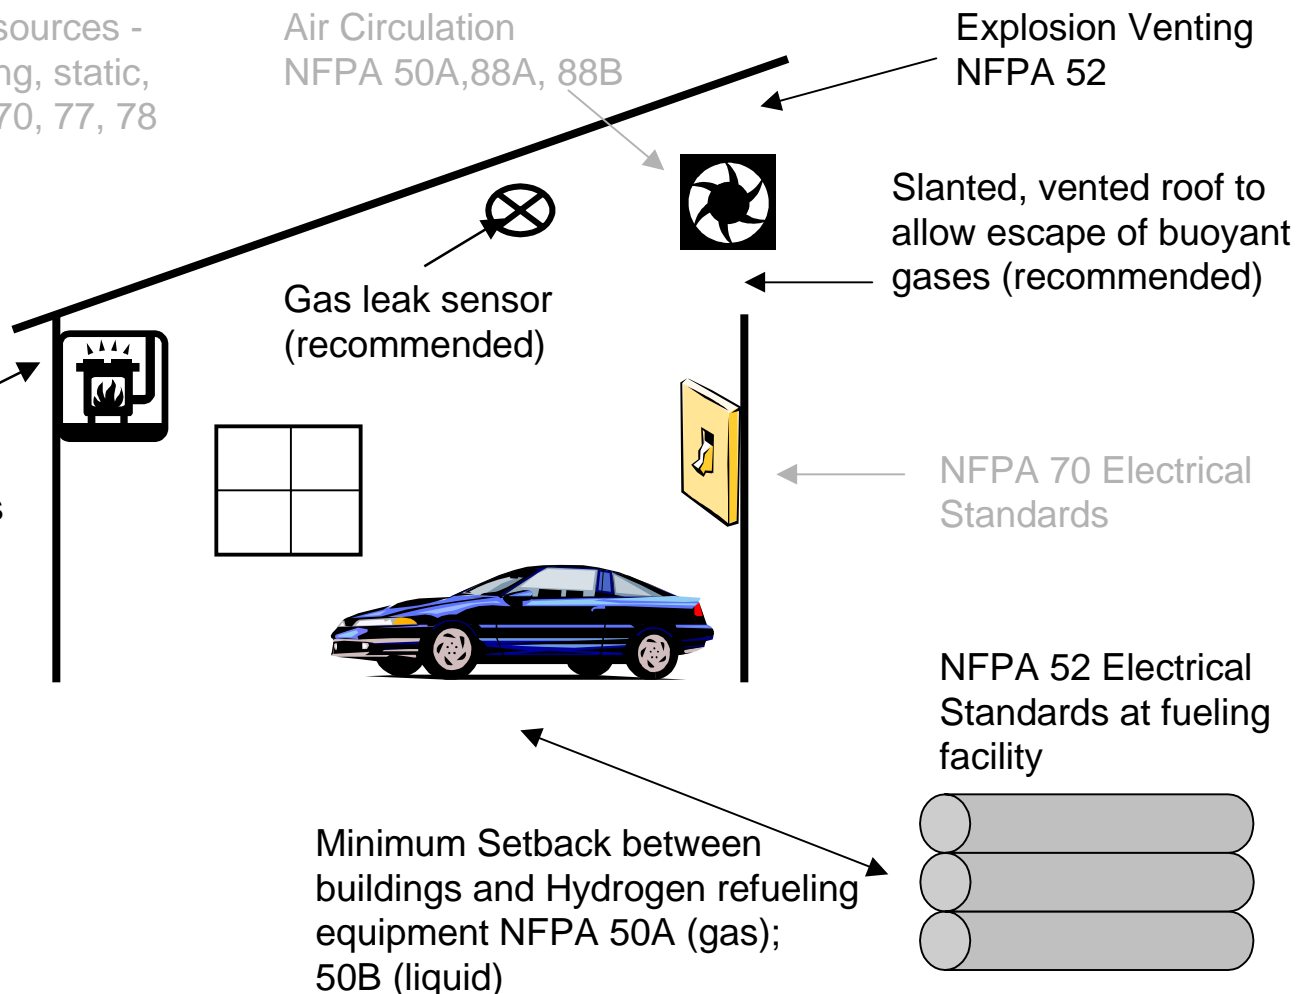 sources -
ng, static,
70, 77, 78
Air Circulation
NFPA 50A,88A, 88B
Explosion Venting
NFPA 52
Slanted, vented roof to
allow escape of buoyant
gases (recommended)
Gas leak sensor
(recommended)
s
NFPA 70 Electrical
Standards
NFPA 52 Electrical
Standards at fueling
facility
Minimum Setback between
buildings and Hydrogen refueling
equipment NFPA 50A (gas);
50B (liquid)